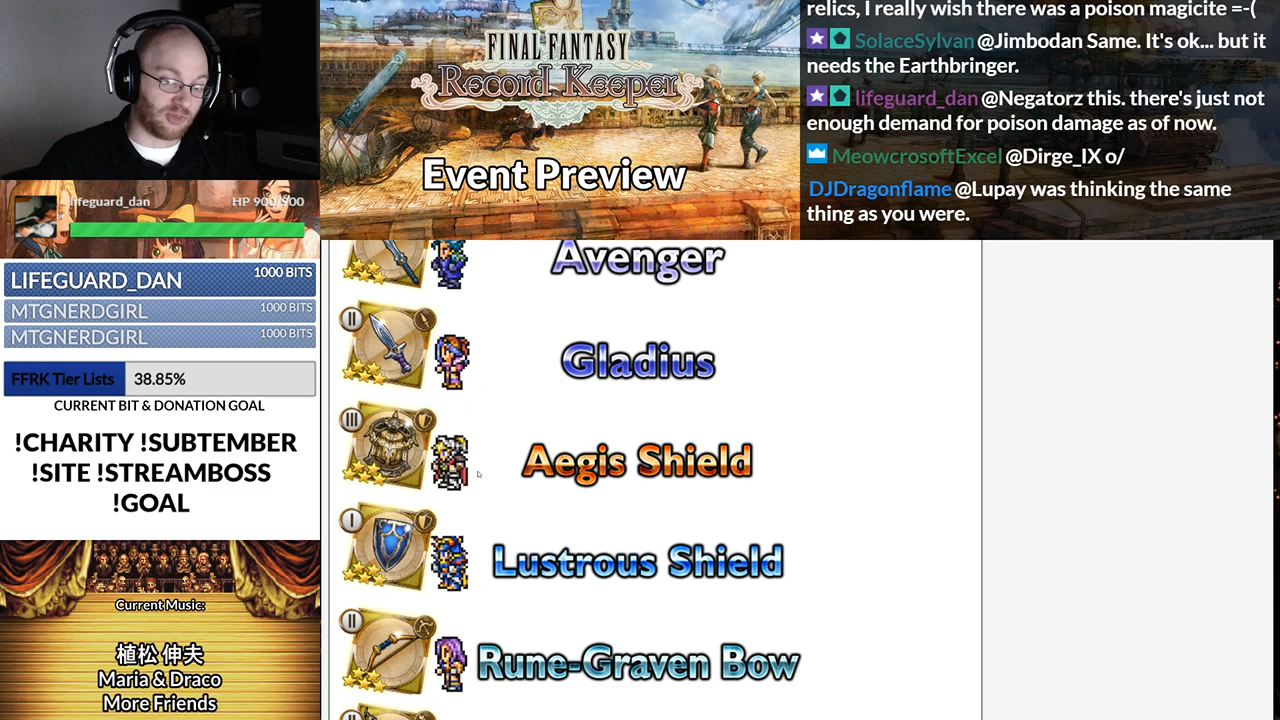 FINAL FANTASY
Record Keeper
Event Preview
relics, I really wish there was a poison magicite =-(
SolaceSylvan @Jimbodan Same. It's ok... but it
needs the Earthbringer.
lifeguard_dan @Negatorz this. there's just not
enough demand for poison damage as of now.
MeowcrosoftExcel @Dirge_IX o/
DJDragonflame @Lupay was thinking the same
thing as you were.
lifeguard_dan HP 900/900
LIFEGUARD_DAN 1000 BITS
MTGNERDGIRL 1000 BITS
MTGNERDGIRL 1000 BITS
FFRK Tier Lists 38.85%
CURRENT BIT & DONATION GOAL
!CHARITY !SUBTEMBER
!SITE !STREAMBOSS
!GOAL
Current Music:
植松 伸夫
Maria & Draco
More Friends
Avenger
II
Gladius
III
Aegis Shield
I
Lustrous Shield
II
Rune-Graven Bow
II